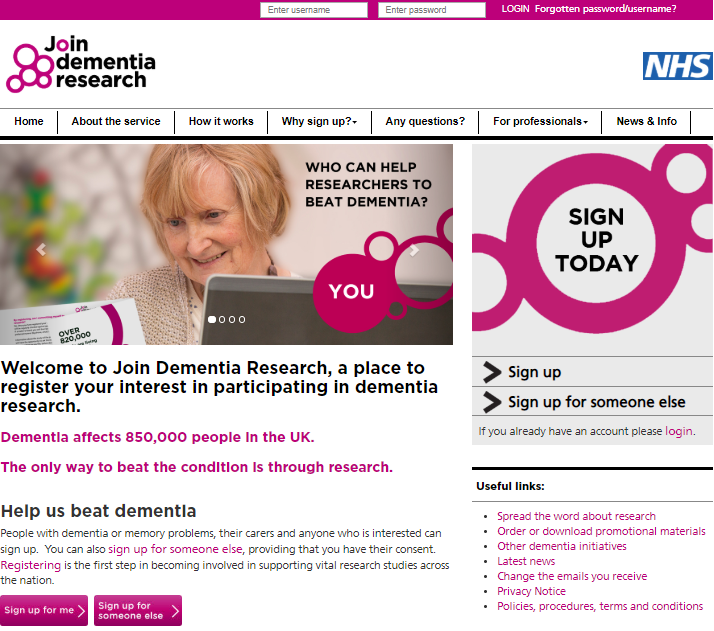 Enter username Enter password LOGIN Forgotten password/username?
Join
dementia
research
NHS
Home About the service How it works Why sign up? Any questions? For professionals News & Info
WHO CAN HELP
RESEARCHERS TO
BEAT DEMENTIA?
YOU
OVER
820,000
SIGN
UP
TODAY
Sign up
Sign up for someone else
If you already have an account please login.
Welcome to Join Dementia Research, a place to
register your interest in participating in dementia
research.
Dementia affects 850,000 people in the UK.
The only way to beat the condition is through research.
Help us beat dementia
People with dementia or memory problems, their carers and anyone who is interested can
sign up. You can also sign up for someone else, providing that you have their consent.
Registering is the first step in becoming involved in supporting vital research studies across
the nation.
Sign up for me
Sign up for
someone else
Useful links:
Spread the word about research
Order or download promotional materials
Other dementia initiatives
Latest news
Change the emails you receive
Privacy Notice
Policies, procedures, terms and conditions